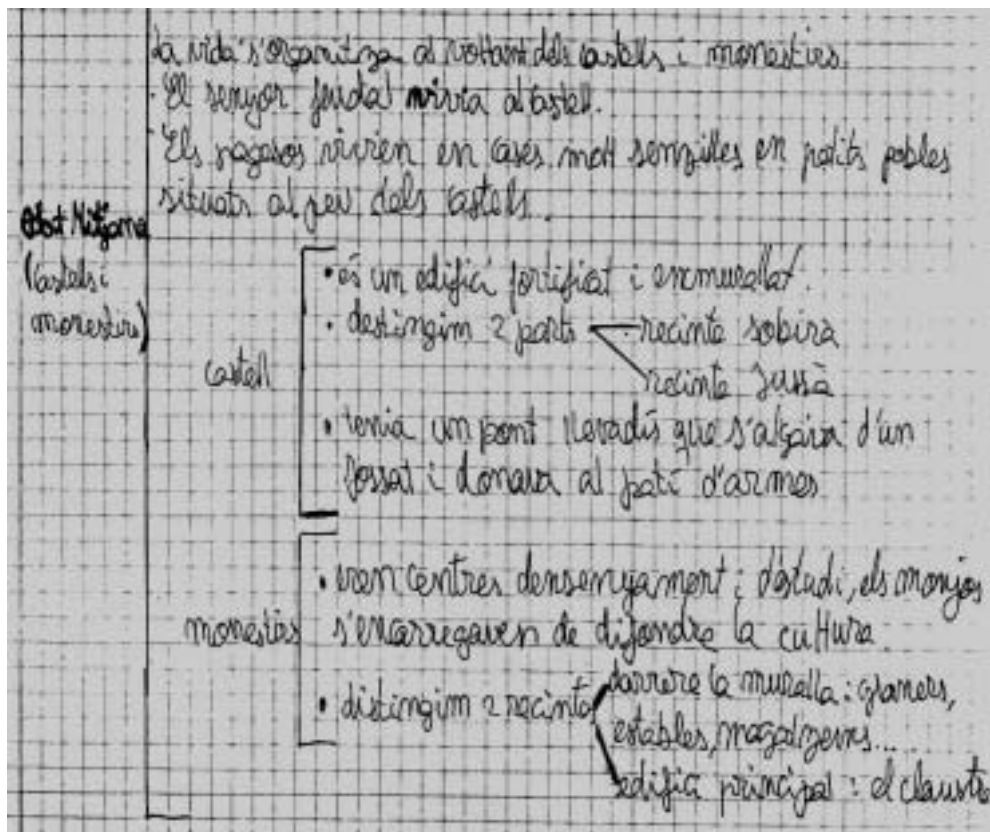 La vida s'organitza al voltant dels castells i monestirs.
· El senyor feudal vivia al castell.
· Els pagesos vivien en cases molt senzilles en petits pobles
situats al peu dels castells.
Edat Mitjana
(castells i
monestirs)
castell
• és un edifici fortificat i enmurallat.
• destingim 2 parts
recinte sobirà
recinte Jussà
• tenia un pont llevadís que s'alçava d'un
fossat i donava al pati d'armes
monestirs
• eren centres densenyament i d'estudi, els monjos
s'encarregaven de difondre la cultura.
• distingim 2 recintes
darrere la muralla: graners,
estables, magatzems...
edifici principal: el claustre